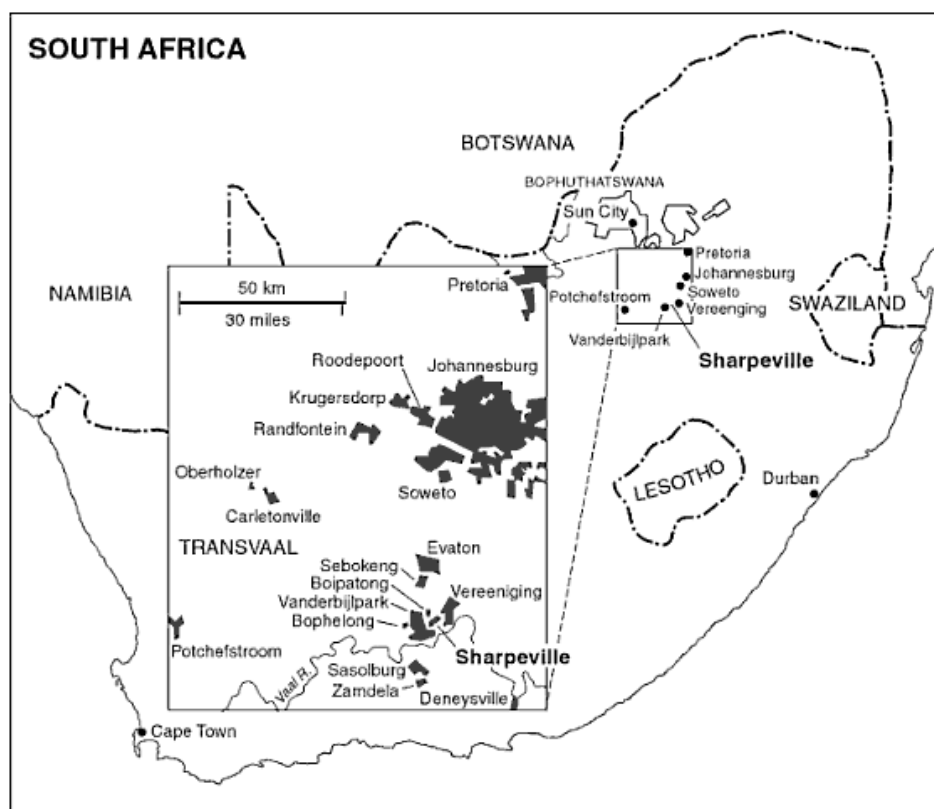 SOUTH AFRICA
BOTSWANA
BOPHUTHATSWANA
Sun City
Pretoria
Johannesburg
Soweto
Vereenging
Potchefstroom
Vanderbijlpark
Sharpeville
NAMIBIA
SWAZILAND
LESOTHO
Durban
Cape Town
50 km
30 miles
Pretoria
Roodepoort
Johannesburg
Krugersdorp
Randfontein
Oberholzer
Soweto
Carletonville
TRANSVAAL
Evaton
Sebokeng
Boipatong
Vereeniging
Vanderbijlpark
Bophelong
Potchefstroom
Sharpeville
Vaal R.
Sasolburg
Zamdela
Deneysville